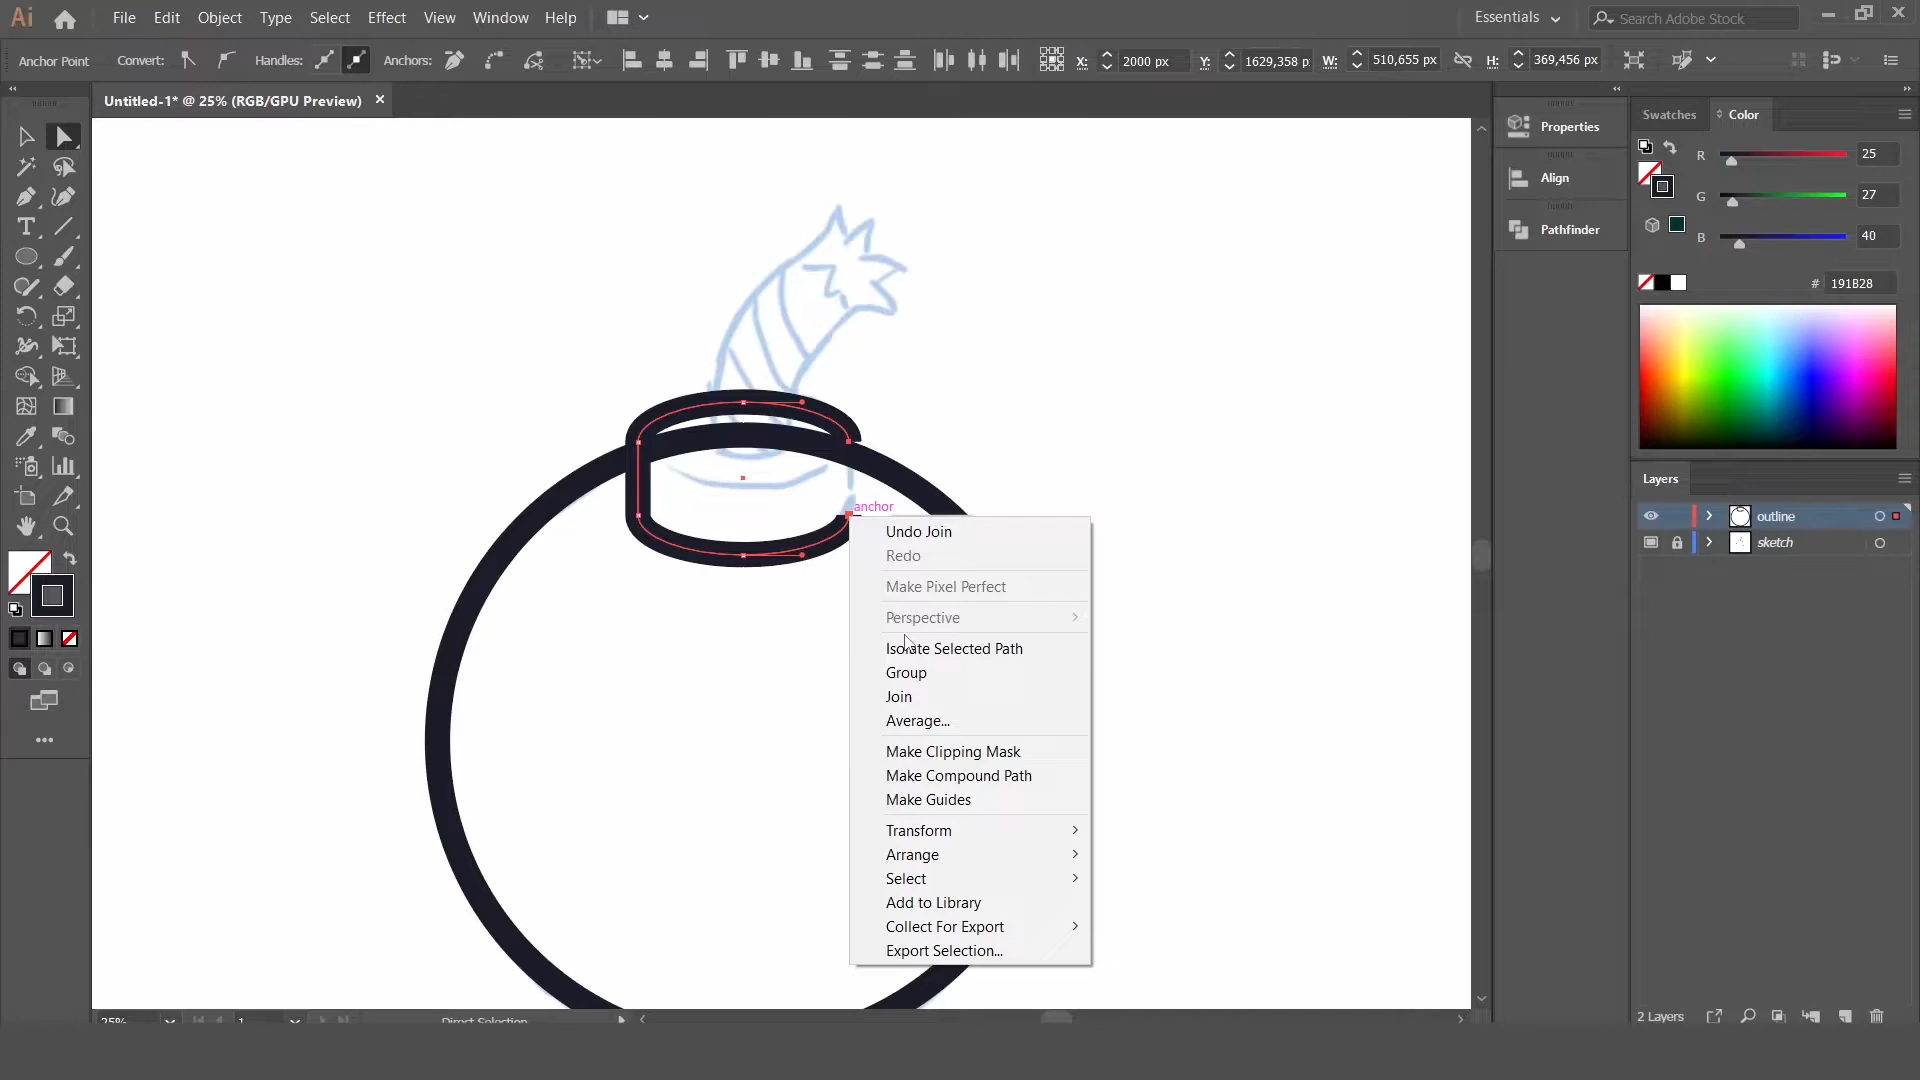 Ai File Edit Object Type Select Effect View Window Help Essentials Search Adobe Stock
Anchor Point Convert: Handles: Anchors: X: 2000 px Y: 1629,358 p W: 510,655 px H: 369,456 px
Untitled-1* @ 25% (RGB/GPU Preview) ×
Properties
Align
Pathfinder
Swatches Color
R 25
G 27
B 40
# 191B28
Layers
outline
sketch
2 Layers
anchor
Undo Join
Redo
Make Pixel Perfect
Perspective
Isolate Selected Path
Group
Join
Average...
Make Clipping Mask
Make Compound Path
Make Guides
Transform
Arrange
Select
Add to Library
Collect For Export
Export Selection...
25% 1 Direct Selection